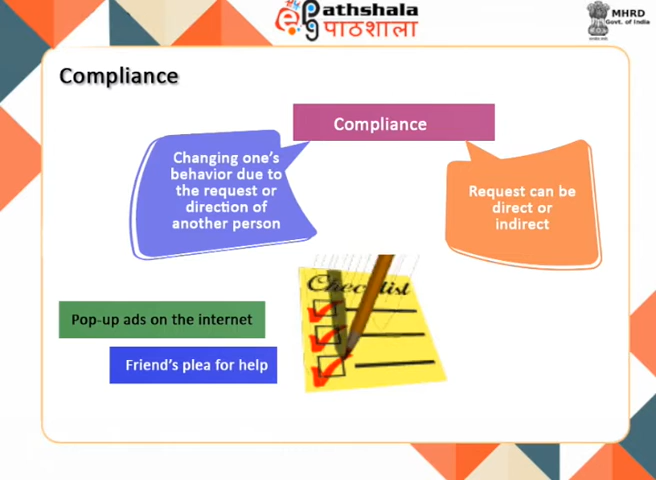 Pathshala
पाठशाला
MHRD
Govt. of India
Compliance
Compliance
Changing one's
behavior due to
the request or
direction of
another person
Request can be
direct or
indirect
Checklist
Pop-up ads on the internet
Friend's plea for help